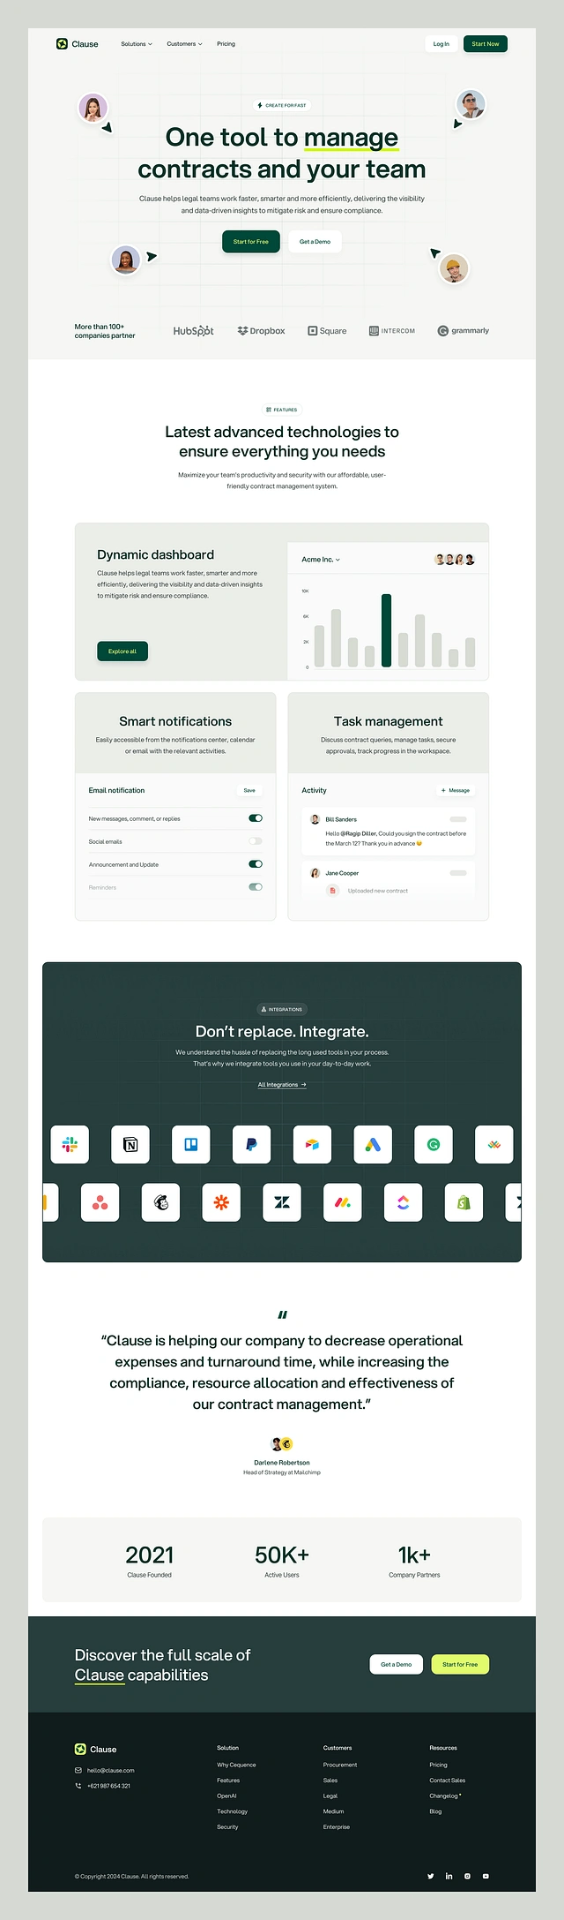 Clause
Solutions
Customers
Pricing
Log In
Start Now
CREATE FOR FAST
One tool to manage
contracts and your team
Clause helps legal teams work faster, smarter and more efficiently, delivering the visibility
and data-driven insights to mitigate risk and ensure compliance.
Start for Free
Get a Demo
More than 100+
companies partner
HubSpot
Dropbox
Square
INTERCOM
grammarly
FEATURES
Latest advanced technologies to
ensure everything you needs
Maximize your team's productivity and security with our affordable, user-
friendly contract management system.
Dynamic dashboard
Clause helps legal teams work faster, smarter and more
efficiently, delivering the visibility and data-driven insights
to mitigate risk and ensure compliance.
Explore all
Acme Inc.
10K
6K
2K
0
Smart notifications
Easily accessible from the notifications center, calendar
or email with the relevant activities.
Email notification
Save
New messages, comment, or replies
Social emails
Announcement and Update
Reminders
Task management
Discuss contract queries, manage tasks, secure
approvals, track progress in the workspace.
Activity
+ Message
Bill Sanders
Hello @Ragip Diller, Could you sign the contract before
the March 12? Thank you in advance 😉
Jane Cooper
Uploaded new contract
INTEGRATIONS
Don't replace. Integrate.
We understand the hussle of replacing the long used tools in your process.
That's why we integrate tools you use in your day-to-day work.
All Integrations →
“Clause is helping our company to decrease operational
expenses and turnaround time, while increasing the
compliance, resource allocation and effectiveness of
our contract management.”
Darlene Robertson
Head of Strategy at Mailchimp
2021
Clause Founded
50K+
Active Users
1k+
Company Partners
Discover the full scale of
Clause capabilities
Get a Demo
Start for Free
Clause
hello@clause.com
+621 987 654 321
Solution
Why Cequence
Features
OpenAI
Technology
Security
Customers
Procurement
Sales
Legal
Medium
Enterprise
Resources
Pricing
Contact Sales
Changelog
Blog
© Copyright 2024 Clause. All rights reserved.